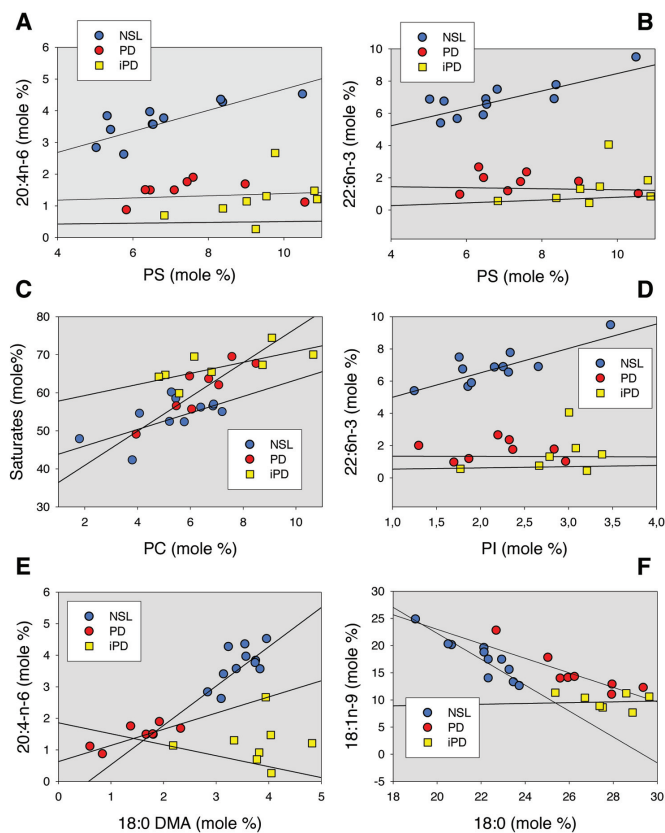 A
NSL
PD
iPD
20:4n-6 (mole %)
6
5
4
3
2
1
0
4
6
8
10
PS (mole %)
B
NSL
PD
iPD
22:6n-3 (mole %)
10
8
6
4
2
0
4
6
8
10
PS (mole %)
C
NSL
PD
iPD
Saturates (mole%)
80
70
60
50
40
30
2
4
6
8
10
PC (mole %)
D
NSL
PD
iPD
22:6n-3 (mole %)
10
8
6
4
2
0
1,0
1,5
2,0
2,5
3,0
3,5
4,0
PI (mole %)
E
NSL
PD
iPD
20:4-n-6 (mole %)
6
5
4
3
2
1
0
0
1
2
3
4
5
18:0 DMA (mole %)
F
NSL
PD
iPD
18:1n-9 (mole %)
30
25
20
15
10
5
0
-5
18
20
22
24
26
28
30
18:0 (mole %)